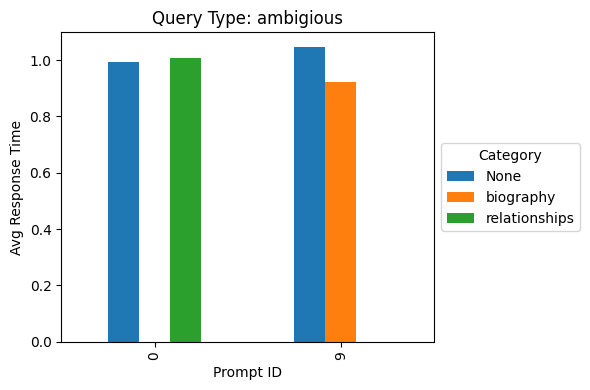 Query Type: ambigious
Avg Response Time
1.0
0.8
0.6
0.4
0.2
0.0
0
9
Prompt ID
Category
None
biography
relationships